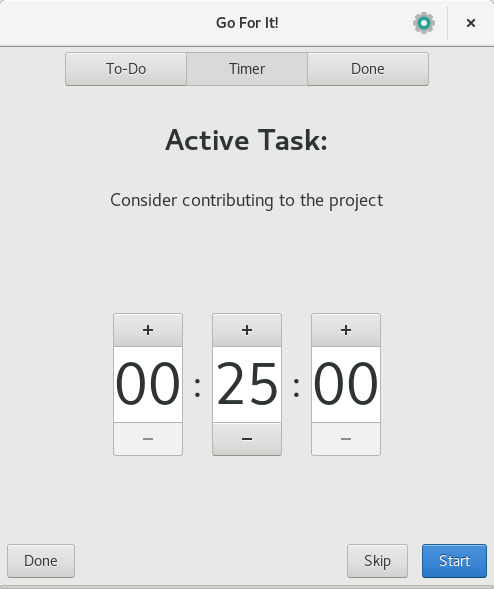 Go For It!
To-Do Timer Done
Active Task:
Consider contributing to the project
+ + +
00 : 25 : 00
− − −
Done Skip Start